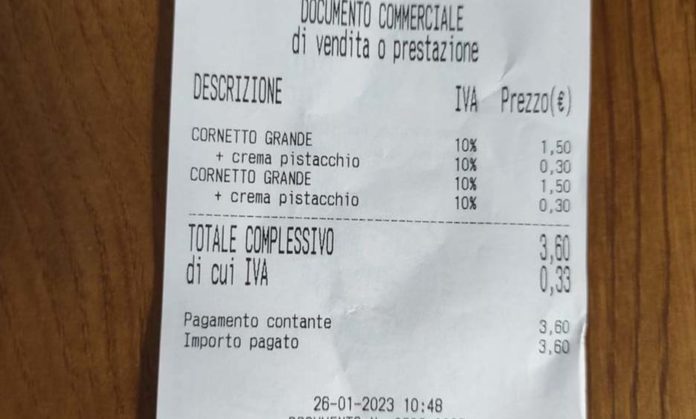 DOCUMENTO COMMERCIALE
di vendita o prestazione
DESCRIZIONE IVA Prezzo(€)
CORNETTO GRANDE 10% 1,50
+ crema pistacchio 10% 0,30
CORNETTO GRANDE 10% 1,50
+ crema pistacchio 10% 0,30
TOTALE COMPLESSIVO 3,60
di cui IVA 0,33
Pagamento contante 3,60
Importo pagato 3,60
26-01-2023 10:48